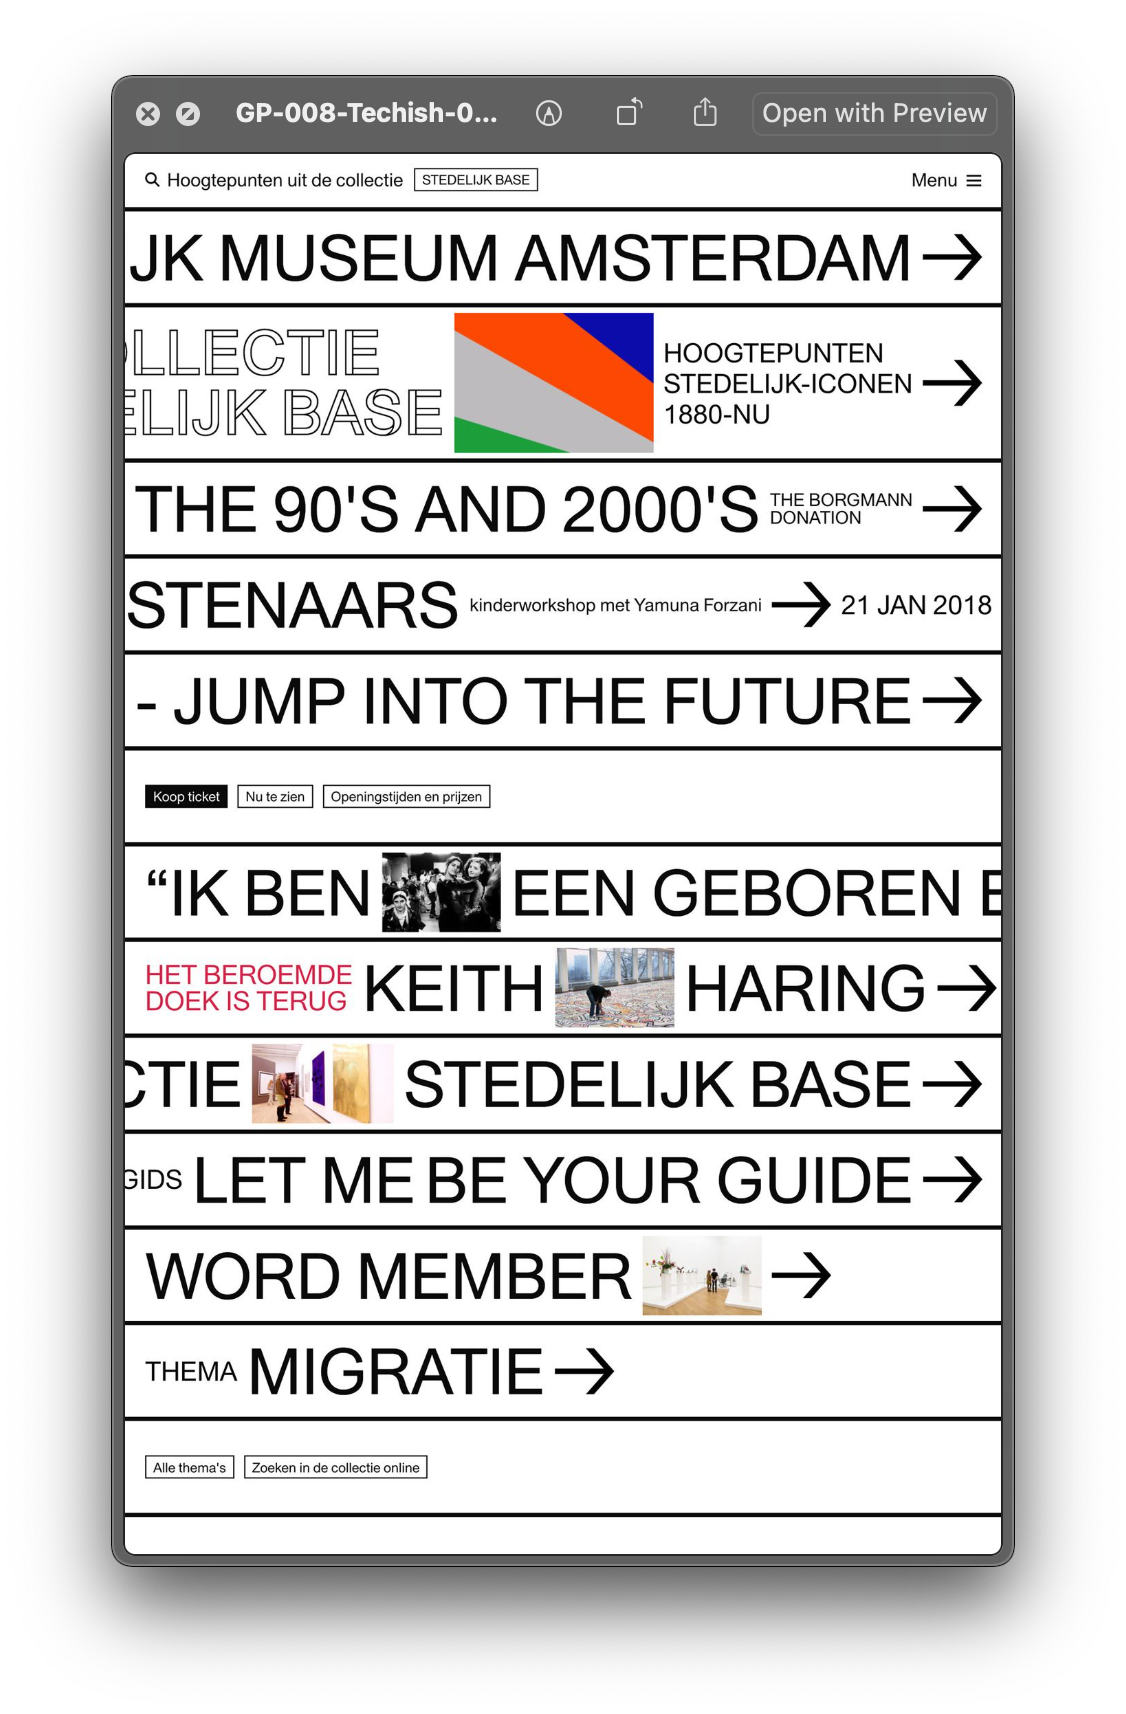 GP-008-Techish-0...
Open with Preview
Hoogtepunten uit de collectie STEDELIJK BASE
Menu
JK MUSEUM AMSTERDAM→
OLLECTIE
ELIJK BASE
HOOGTEPUNTEN
STEDELIJK-ICONEN →
1880-NU
THE 90'S AND 2000'S
THE BORGMANN
DONATION →
STENAARS kinderworkshop met Yamuna Forzani → 21 JAN 2018
- JUMP INTO THE FUTURE→
Koop ticket
Nu te zien
Openingstijden en prijzen
“IK BEN EEN GEBOREN E
HET BEROEMDE
DOEK IS TERUG
KEITH HARING →
CTIE STEDELIJK BASE→
GIDS LET ME BE YOUR GUIDE→
WORD MEMBER →
THEMA MIGRATIE→
Alle thema's
Zoeken in de collectie online